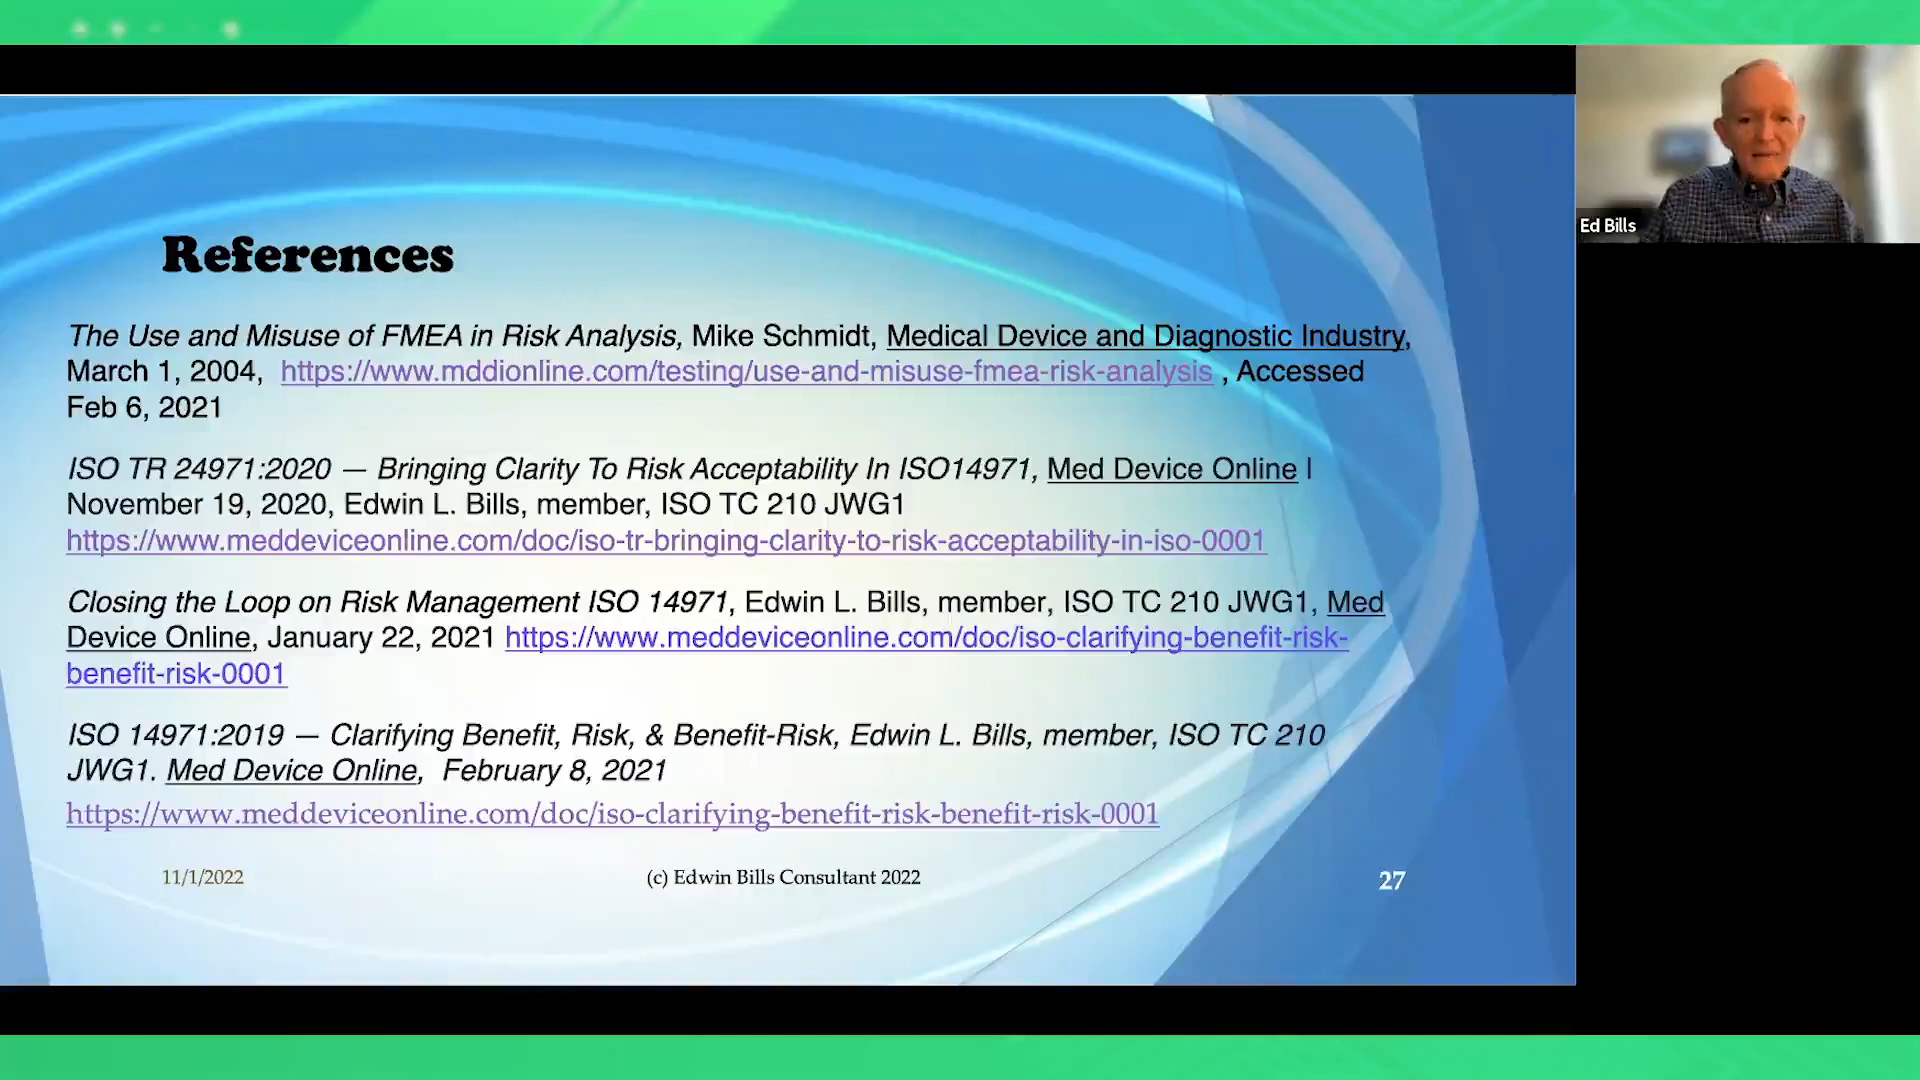 References
The Use and Misuse of FMEA in Risk Analysis, Mike Schmidt, Medical Device and Diagnostic Industry,
March 1, 2004, https://www.mddionline.com/testing/use-and-misuse-fmea-risk-analysis , Accessed
Feb 6, 2021
ISO TR 24971:2020 — Bringing Clarity To Risk Acceptability In ISO14971, Med Device Online |
November 19, 2020, Edwin L. Bills, member, ISO TC 210 JWG1
https://www.meddeviceonline.com/doc/iso-tr-bringing-clarity-to-risk-acceptability-in-iso-0001
Closing the Loop on Risk Management ISO 14971, Edwin L. Bills, member, ISO TC 210 JWG1, Med
Device Online, January 22, 2021 https://www.meddeviceonline.com/doc/iso-clarifying-benefit-risk-
benefit-risk-0001
ISO 14971:2019 — Clarifying Benefit, Risk, & Benefit-Risk, Edwin L. Bills, member, ISO TC 210
JWG1. Med Device Online, February 8, 2021
https://www.meddeviceonline.com/doc/iso-clarifying-benefit-risk-benefit-risk-0001
11/1/2022
(c) Edwin Bills Consultant 2022
27
Ed Bills